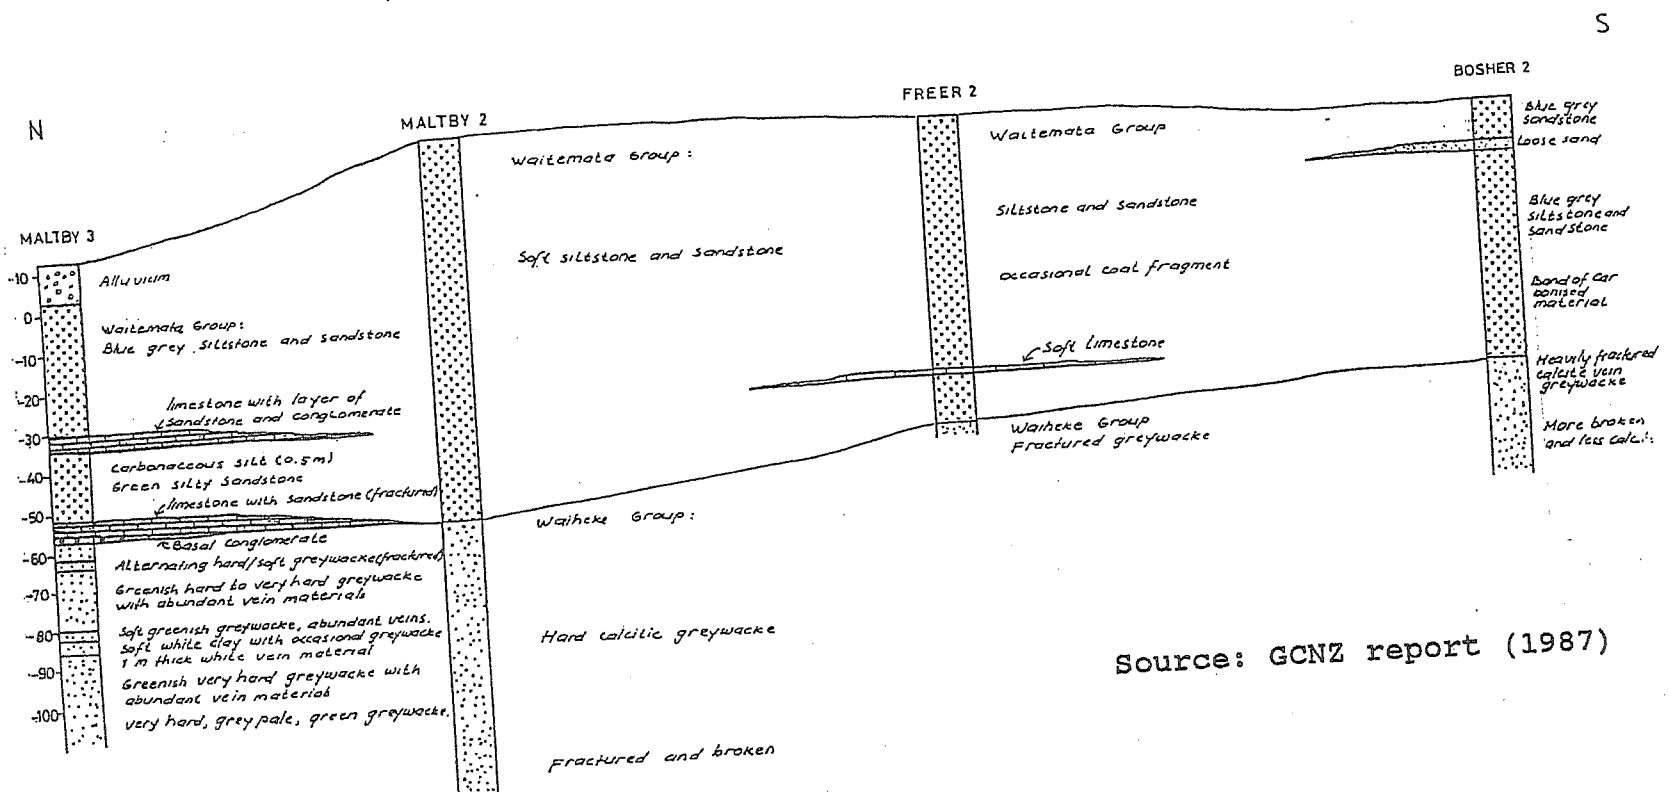 S
N
MALTBY 3
MALTBY 2
FREER 2
BOSHER 2
-10
0
-10
-20
-30
-40
-50
-60
-70
-80
-90
-100
Alluvium
Waitemata Group:
Blue grey siltstone and sandstone
limestone with layer of
sandstone and conglomerate
Carbonaceous silt (0.5m)
Green silty sandstone
limestone with sandstone (fractured)
Basal conglomerate
Alternating hard/soft greywacke (fractured)
Greenish hard to very hard greywacke
with abundant vein materials
Soft greenish greywacke, abundant veins.
Soft white clay with occasional greywacke
1 m thick white vein material
Greenish very hard greywacke with
abundant vein material
very hard, grey pale, green greywacke.
Waitemata Group:
Soft siltstone and sandstone
Waiheke Group:
Hard calcitic greywacke
Fractured and broken
Waitemata Group
Siltstone and sandstone
occasional coal fragment
Soft limestone
Waiheke Group
Fractured greywacke
Blue grey
sandstone
Loose sand
Blue grey
siltstone and
sandstone
Band of car
bonised
material
Heavily fractured
calcite vein
greywacke
More broken
and less calci
Source: GCNZ report (1987)